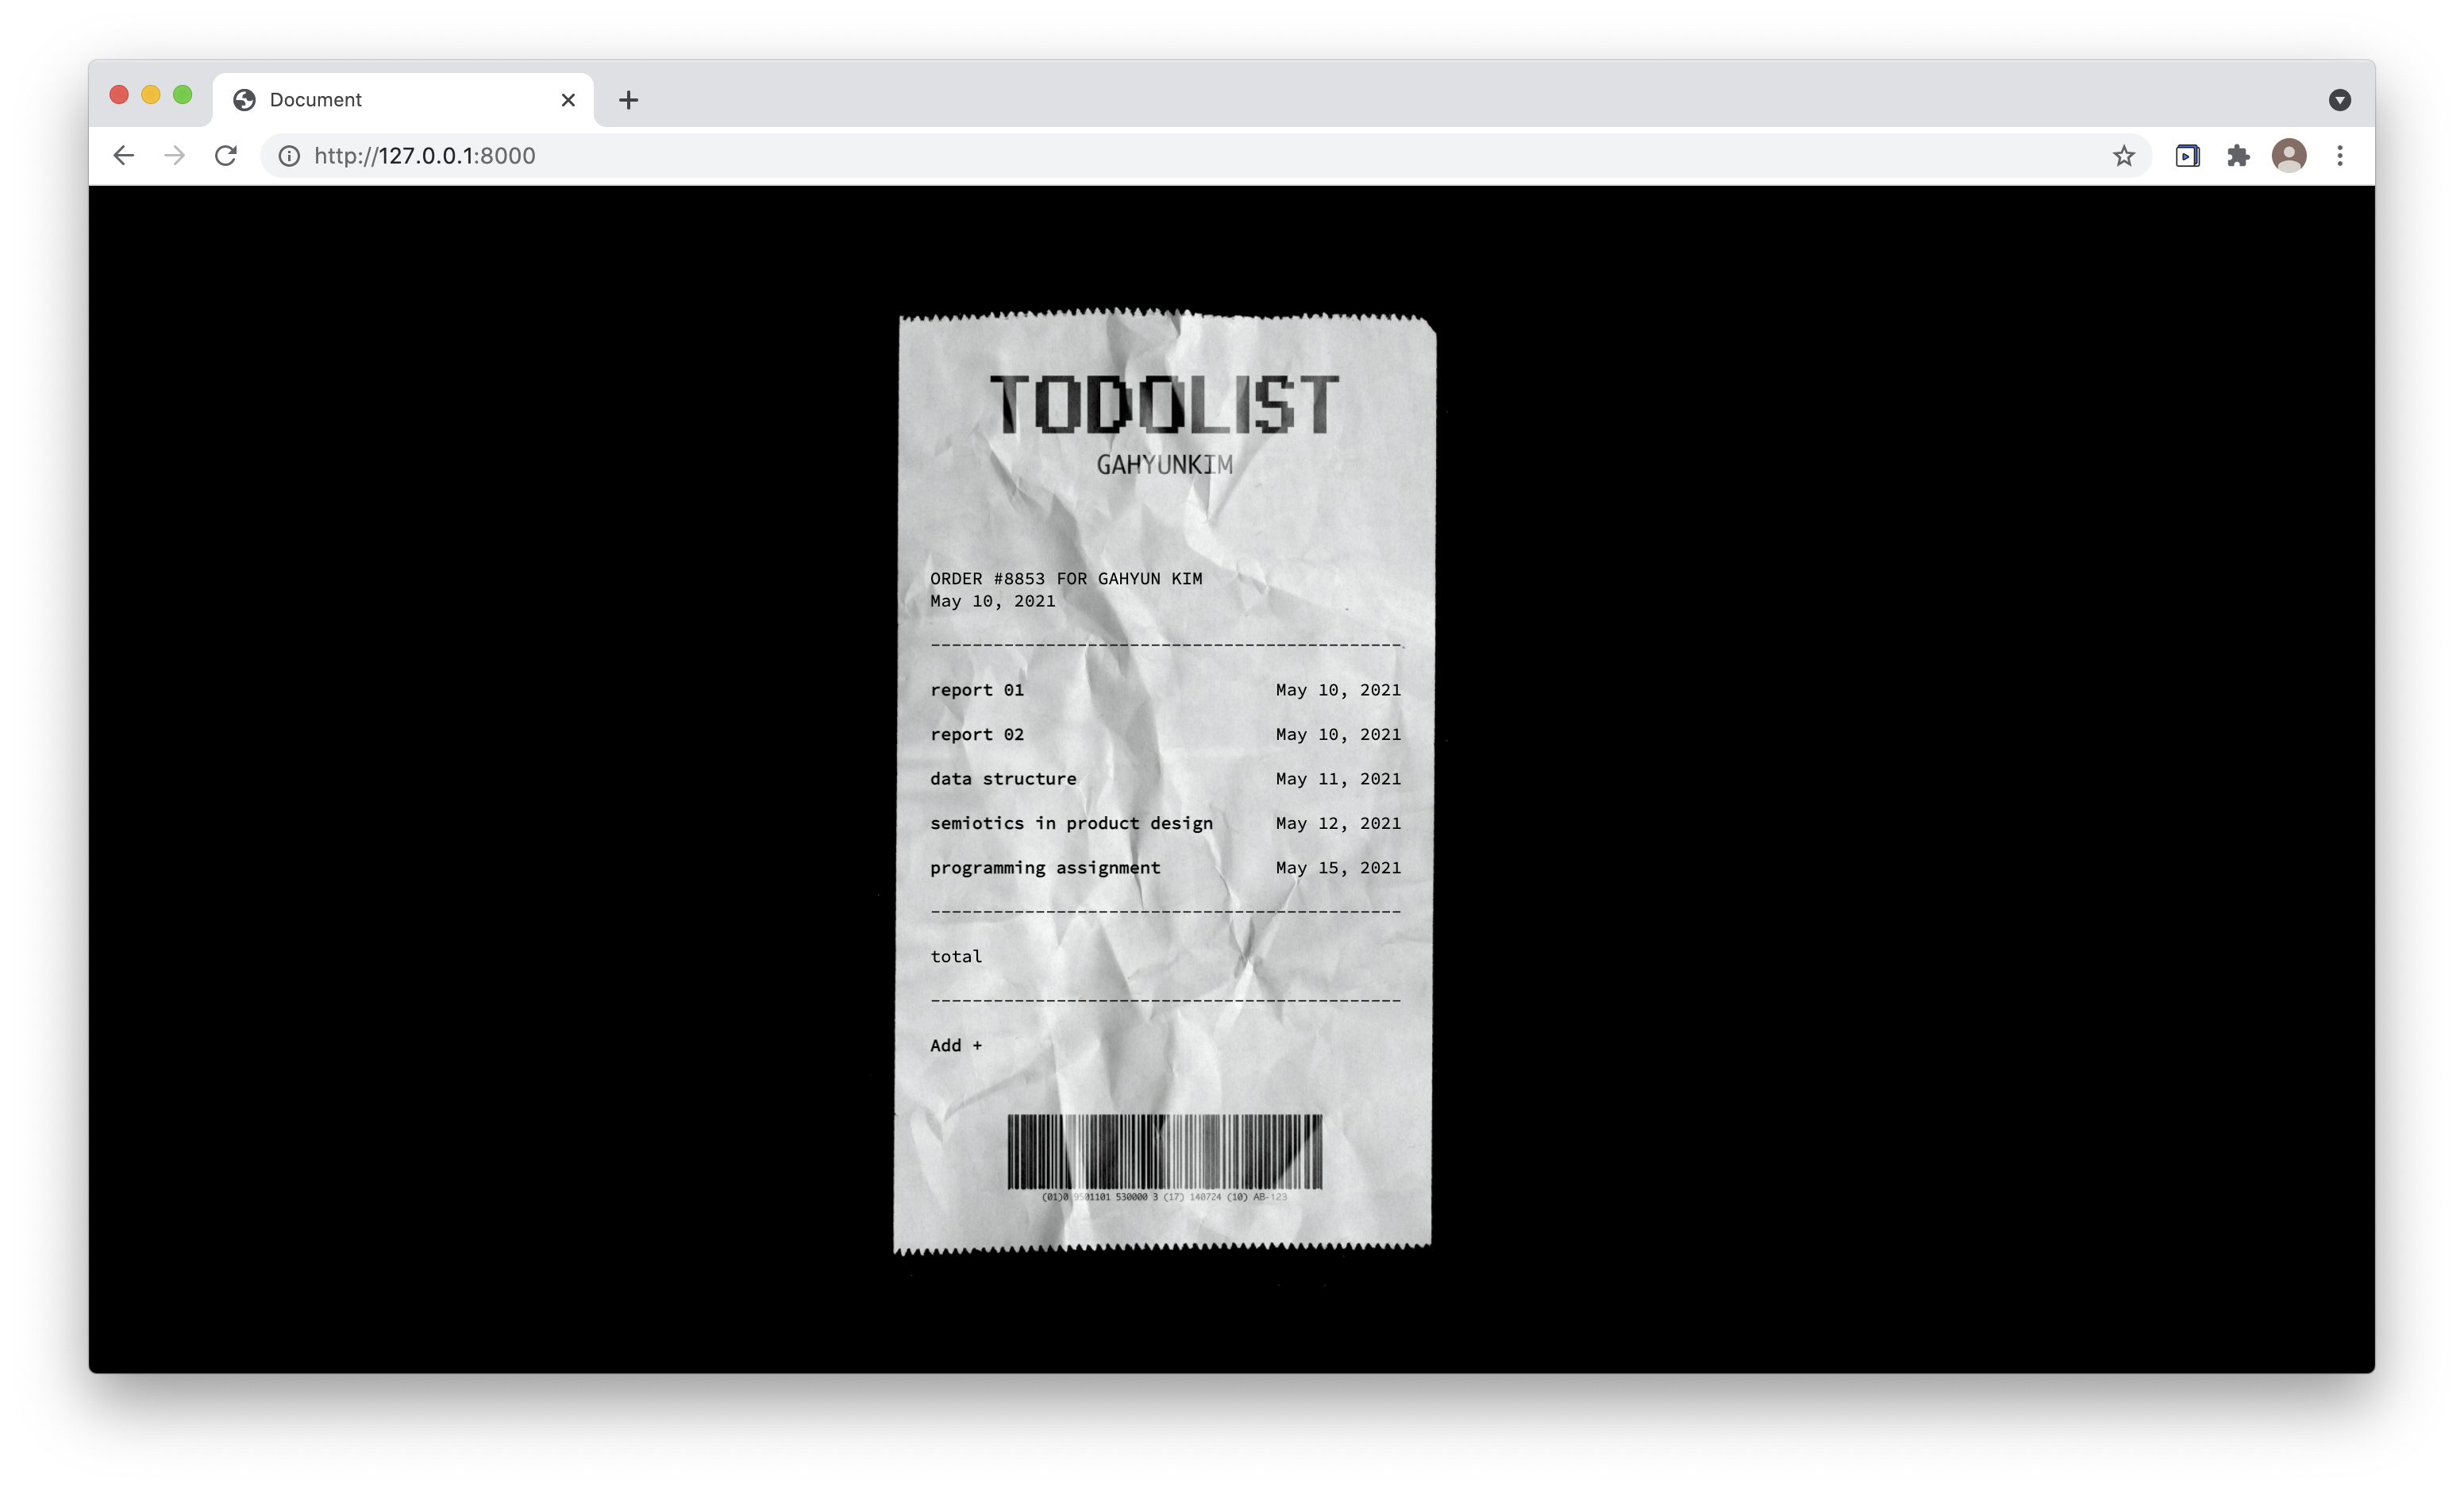 Document
http://127.0.0.1:8000
TODOLIST
GAHYUNKIM
ORDER #8853 FOR GAHYUN KIM
May 10, 2021
---------------------------------------------
report 01 May 10, 2021
report 02 May 10, 2021
data structure May 11, 2021
semiotics in product design May 12, 2021
programming assignment May 15, 2021
---------------------------------------------
total
---------------------------------------------
Add +
(01)0 9501101 530000 3 (17) 140724 (10) AB-123